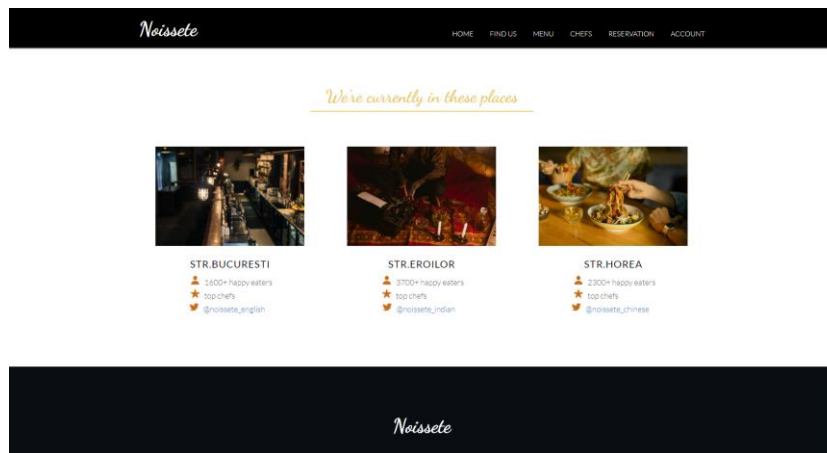 Noissete
HOME FIND US MENU CHEFS RESERVATION ACCOUNT
We're currently in these places
STR.BUCURESTI
1600+ happy eaters
top chefs
@noissete_english
STR.EROILOR
3700+ happy eaters
top chefs
@noissete_indian
STR.HOREA
2300+ happy eaters
top chefs
@noissete_chinese
Noissete